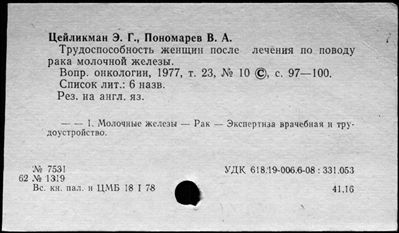 Цейликман Э. Г., Пономарев В. А.
Трудоспособность женщин после лечения по поводу
рака молочной железы.
Вопр. онкологии, 1977, т. 23, № 10 ©, с. 97—100.
Список лит.: 6 назв.
Рез. на англ. яз.
— — 1. Молочные железы — Рак — Экспертиза врачебная и тру-
доустройство.
№ 7531
62 № 1319
Вс. кн. пал. и ЦМБ 18 I 78
УДК 618.19-006.6-08 : 331.053
41.16